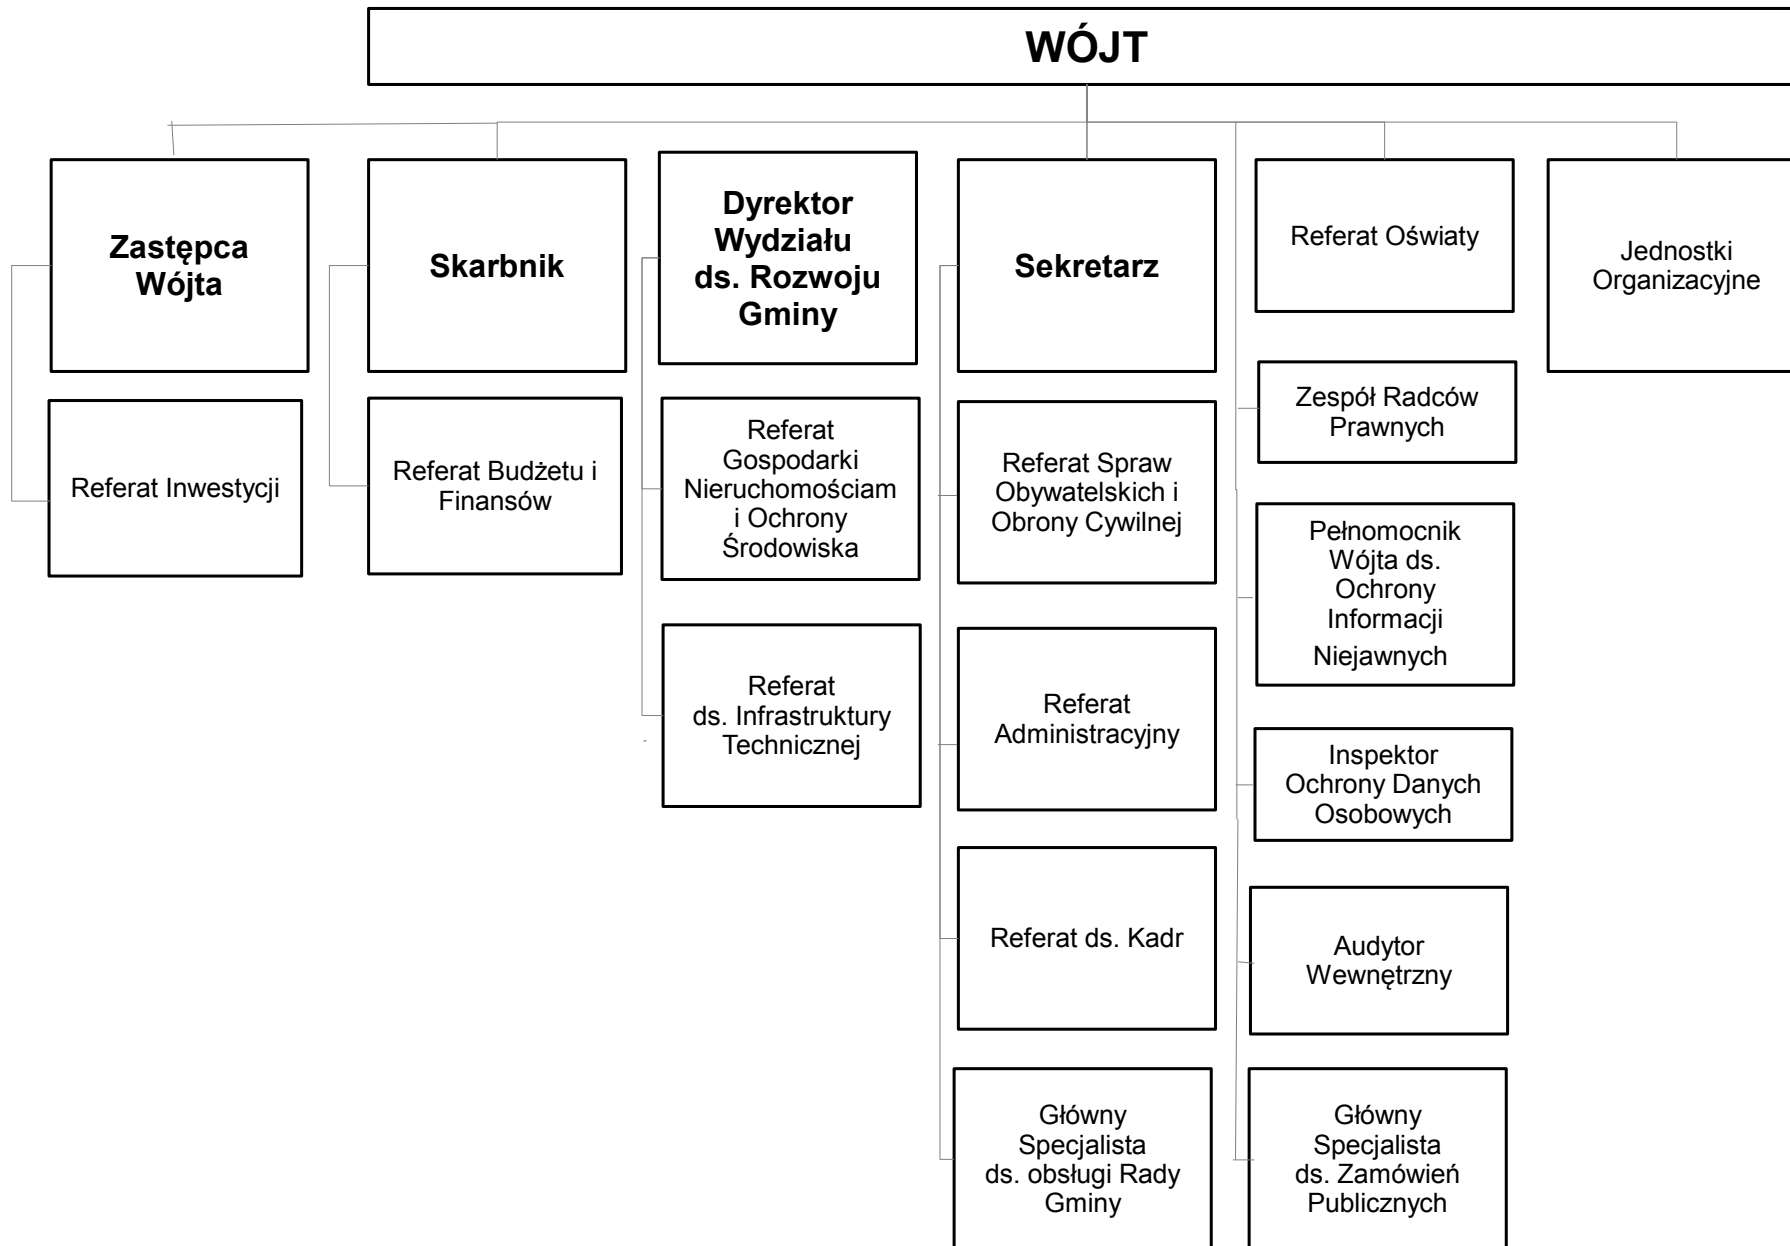 WÓJT
Zastępca
Wójta
Skarbnik
Dyrektor
Wydziału
ds. Rozwoju
Gminy
Sekretarz
Referat Oświaty
Jednostki
Organizacyjne
Referat Inwestycji
Referat Budżetu i
Finansów
Referat
Gospodarki
Nieruchomościam
i Ochrony
Środowiska
Referat
ds. Infrastruktury
Technicznej
Referat Spraw
Obywatelskich i
Obrony Cywilnej
Referat
Administracyjny
Referat ds. Kadr
Główny
Specjalista
ds. obsługi Rady
Gminy
Zespół Radców
Prawnych
Pełnomocnik
Wójta ds.
Ochrony
Informacji
Niejawnych
Inspektor
Ochrony Danych
Osobowych
Audytor
Wewnętrzny
Główny
Specjalista
ds. Zamówień
Publicznych